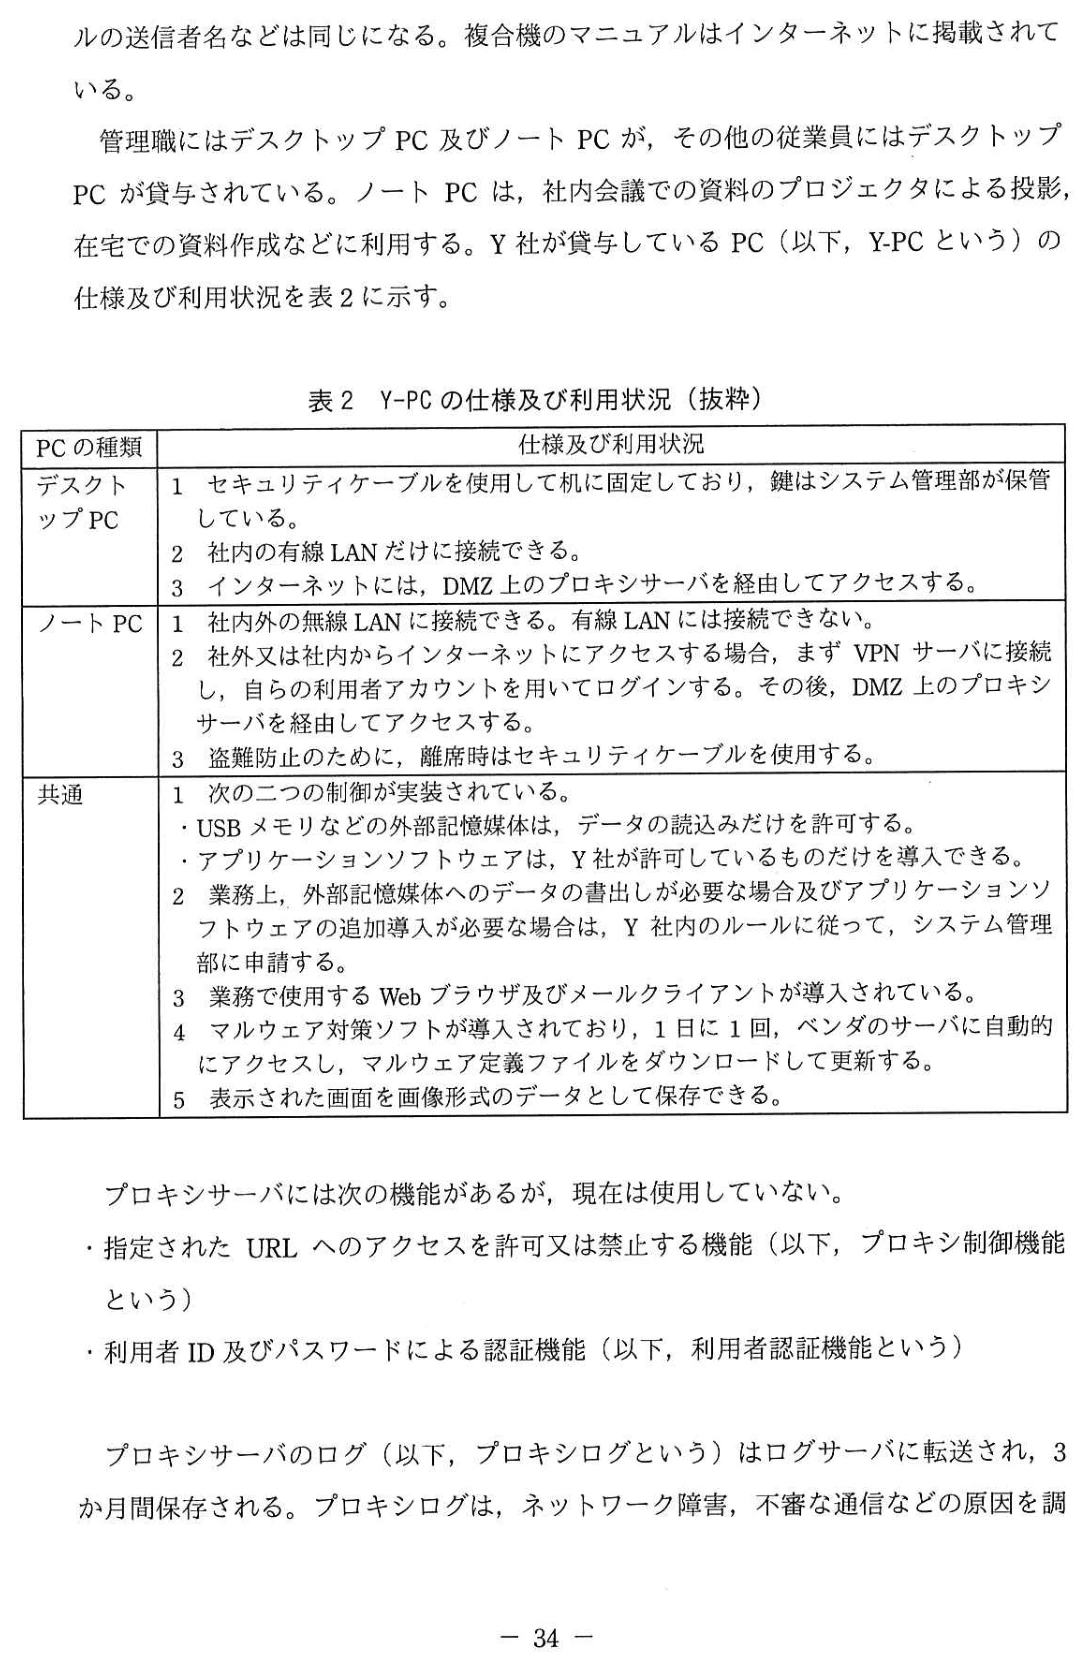 ルの送信者名などは同じになる。複合機のマニュアルはインターネットに掲載されて
いる。
管理職にはデスクトップ PC 及びノート PC が，その他の従業員にはデスクトップ
PC が貸与されている。ノート PC は，社内会議での資料のプロジェクタによる投影，
在宅での資料作成などに利用する。Y 社が貸与している PC（以下，Y-PC という）の
仕様及び利用状況を表 2 に示す。
表 2　Y-PC の仕様及び利用状況（抜粋）
PC の種類　仕様及び利用状況
デスクト　1　セキュリティケーブルを使用して机に固定しており，鍵はシステム管理部が保管
ップ PC　している。
2　社内の有線 LAN だけに接続できる。
3　インターネットには，DMZ 上のプロキシサーバを経由してアクセスする。
ノート PC　1　社内外の無線 LAN に接続できる。有線 LAN には接続できない。
2　社外又は社内からインターネットにアクセスする場合，まず VPN サーバに接続
し，自らの利用者アカウントを用いてログインする。その後，DMZ 上のプロキシ
サーバを経由してアクセスする。
3　盗難防止のために，離席時はセキュリティケーブルを使用する。
共通　1　次の二つの制御が実装されている。
・USB メモリなどの外部記憶媒体は，データの読込みだけを許可する。
・アプリケーションソフトウェアは，Y 社が許可しているものだけを導入できる。
2　業務上，外部記憶媒体へのデータの書出しが必要な場合及びアプリケーションソ
フトウェアの追加導入が必要な場合は，Y 社内のルールに従って，システム管理
部に申請する。
3　業務で使用する Web ブラウザ及びメールクライアントが導入されている。
4　マルウェア対策ソフトが導入されており，1 日に 1 回，ベンダのサーバに自動的
にアクセスし，マルウェア定義ファイルをダウンロードして更新する。
5　表示された画面を画像形式のデータとして保存できる。
プロキシサーバには次の機能があるが，現在は使用していない。
・指定された URL へのアクセスを許可又は禁止する機能（以下，プロキシ制御機能
という）
・利用者 ID 及びパスワードによる認証機能（以下，利用者認証機能という）
プロキシサーバのログ（以下，プロキシログという）はログサーバに転送され，3
か月間保存される。プロキシログは，ネットワーク障害，不審な通信などの原因を調
－ 34 －